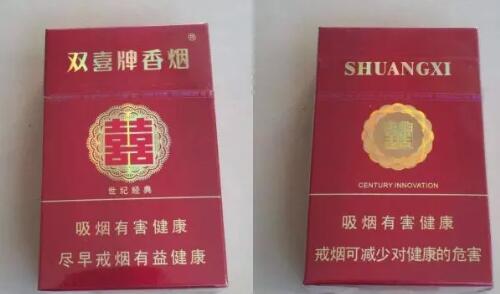 双喜牌香烟
囍
世纪经典
吸烟有害健康
尽早戒烟有益健康
SHUANGXI
囍
CENTURY INNOVATION
吸烟有害健康
戒烟可减少对健康的危害